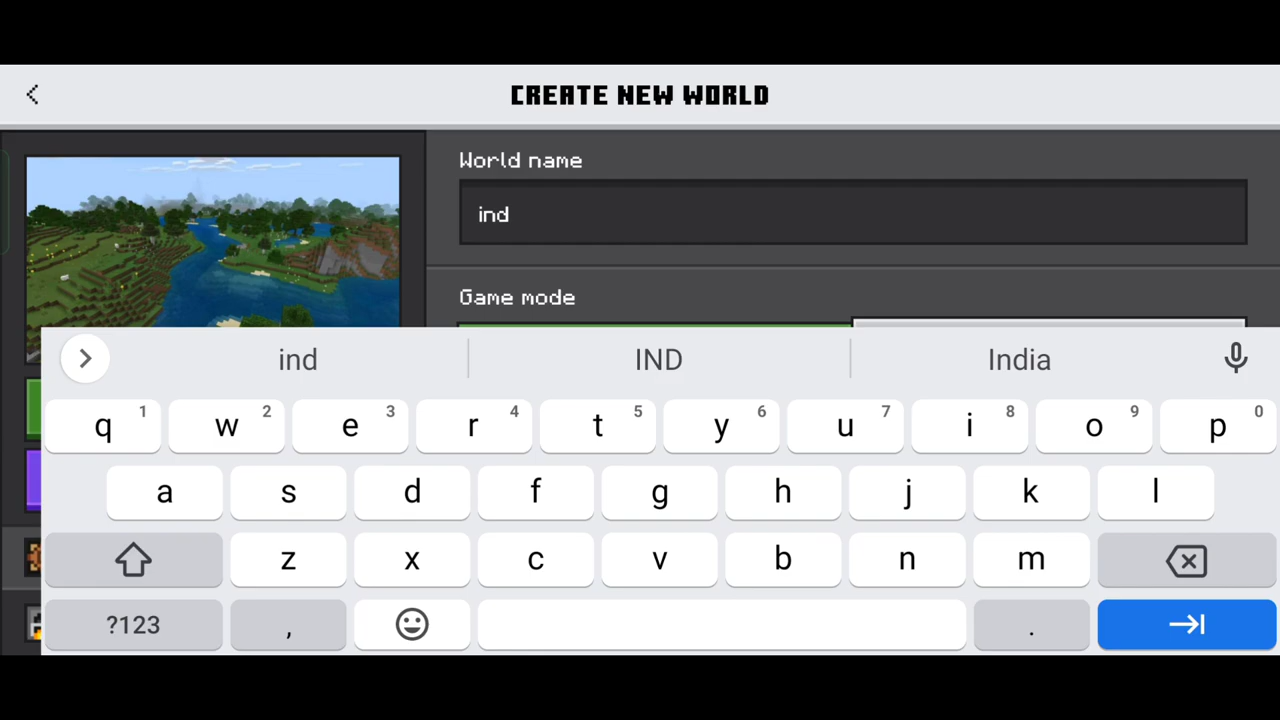 CREATE NEW WORLD
World name
ind
Game mode
ind IND India
q 1 w 2 e 3 r 4 t 5 y 6 u 7 i 8 o 9 p 0
a s d f g h j k l
z x c v b n m
?123 , .